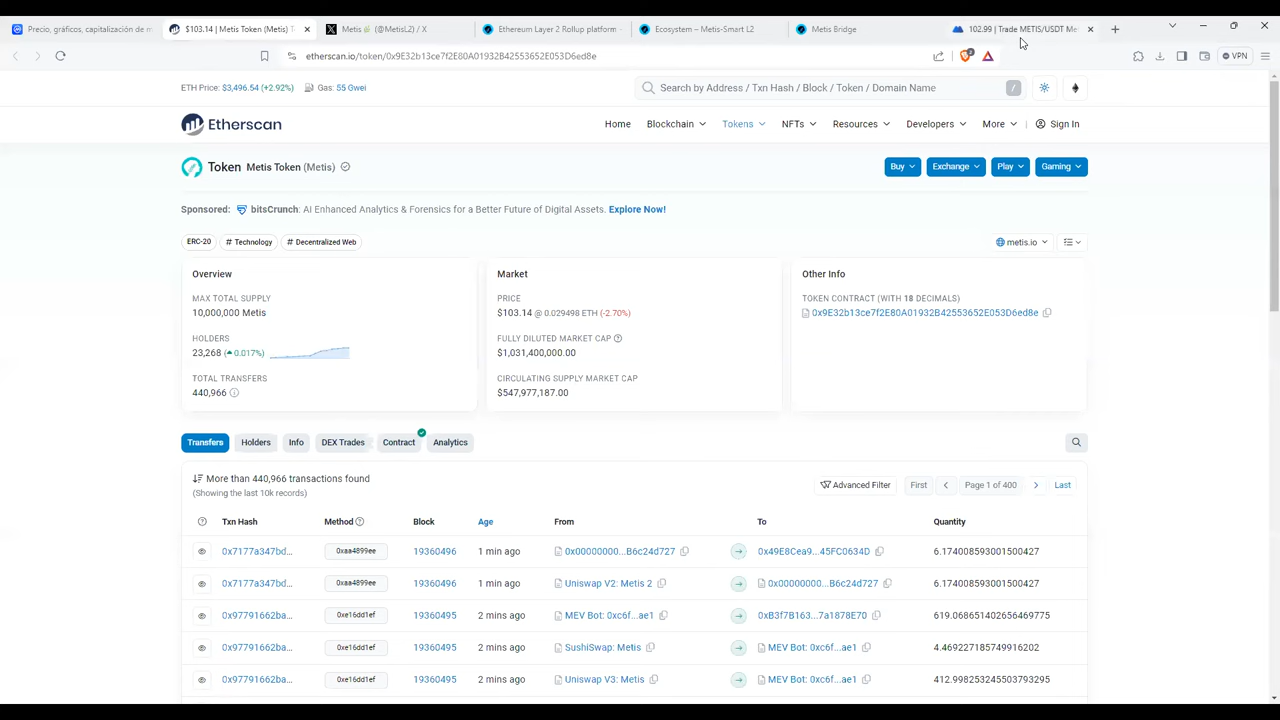 Precio, gráficos, capitalización de m
$103.14 | Metis Token (Metis) T
Metis🌿 (@MetisL2) / X
Ethereum Layer 2 Rollup platform
Ecosystem – Metis-Smart L2
Metis Bridge
102.99 | Trade METIS/USDT Me
etherscan.io/token/0x9E32b13ce7f2E80A01932B42553652E053D6ed8e
VPN
ETH Price: $3,496.54 (+2.92%) Gas: 55 Gwei
Search by Address / Txn Hash / Block / Token / Domain Name
/
Etherscan
Home Blockchain Tokens NFTs Resources Developers More | Sign In
Token Metis Token (Metis)
Buy Exchange Play Gaming
Sponsored: bitsCrunch: AI Enhanced Analytics & Forensics for a Better Future of Digital Assets. Explore Now!
ERC-20 # Technology # Decentralized Web
metis.io
Overview
MAX TOTAL SUPPLY
10,000,000 Metis
HOLDERS
23,268 (0.017%)
TOTAL TRANSFERS
440,966
Market
PRICE
$103.14 @ 0.029498 ETH (-2.70%)
FULLY DILUTED MARKET CAP
$1,031,400,000.00
CIRCULATING SUPPLY MARKET CAP
$547,977,187.00
Other Info
TOKEN CONTRACT (WITH 18 DECIMALS)
0x9E32b13ce7f2E80A01932B42553652E053D6ed8e
Transfers Holders Info DEX Trades Contract Analytics
More than 440,966 transactions found
(Showing the last 10k records)
Advanced Filter First Page 1 of 400 Last
Txn Hash Method Block Age From To Quantity
0x7177a347bd... 0xaa4899ee 19360496 1 min ago 0x00000000...B6c24d727 0x49E8Cea9...45FC0634D 6.174008593001500427
0x7177a347bd... 0xaa4899ee 19360496 1 min ago Uniswap V2: Metis 2 0x00000000...B6c24d727 6.174008593001500427
0x97791662ba... 0xe16dd1ef 19360495 2 mins ago MEV Bot: 0xc6f...ae1 0xB3f7B163...7a1878E70 619.068651402656469775
0x97791662ba... 0xe16dd1ef 19360495 2 mins ago SushiSwap: Metis MEV Bot: 0xc6f...ae1 4.469227185749916202
0x97791662ba... 0xe16dd1ef 19360495 2 mins ago Uniswap V3: Metis MEV Bot: 0xc6f...ae1 412.998253245503793295